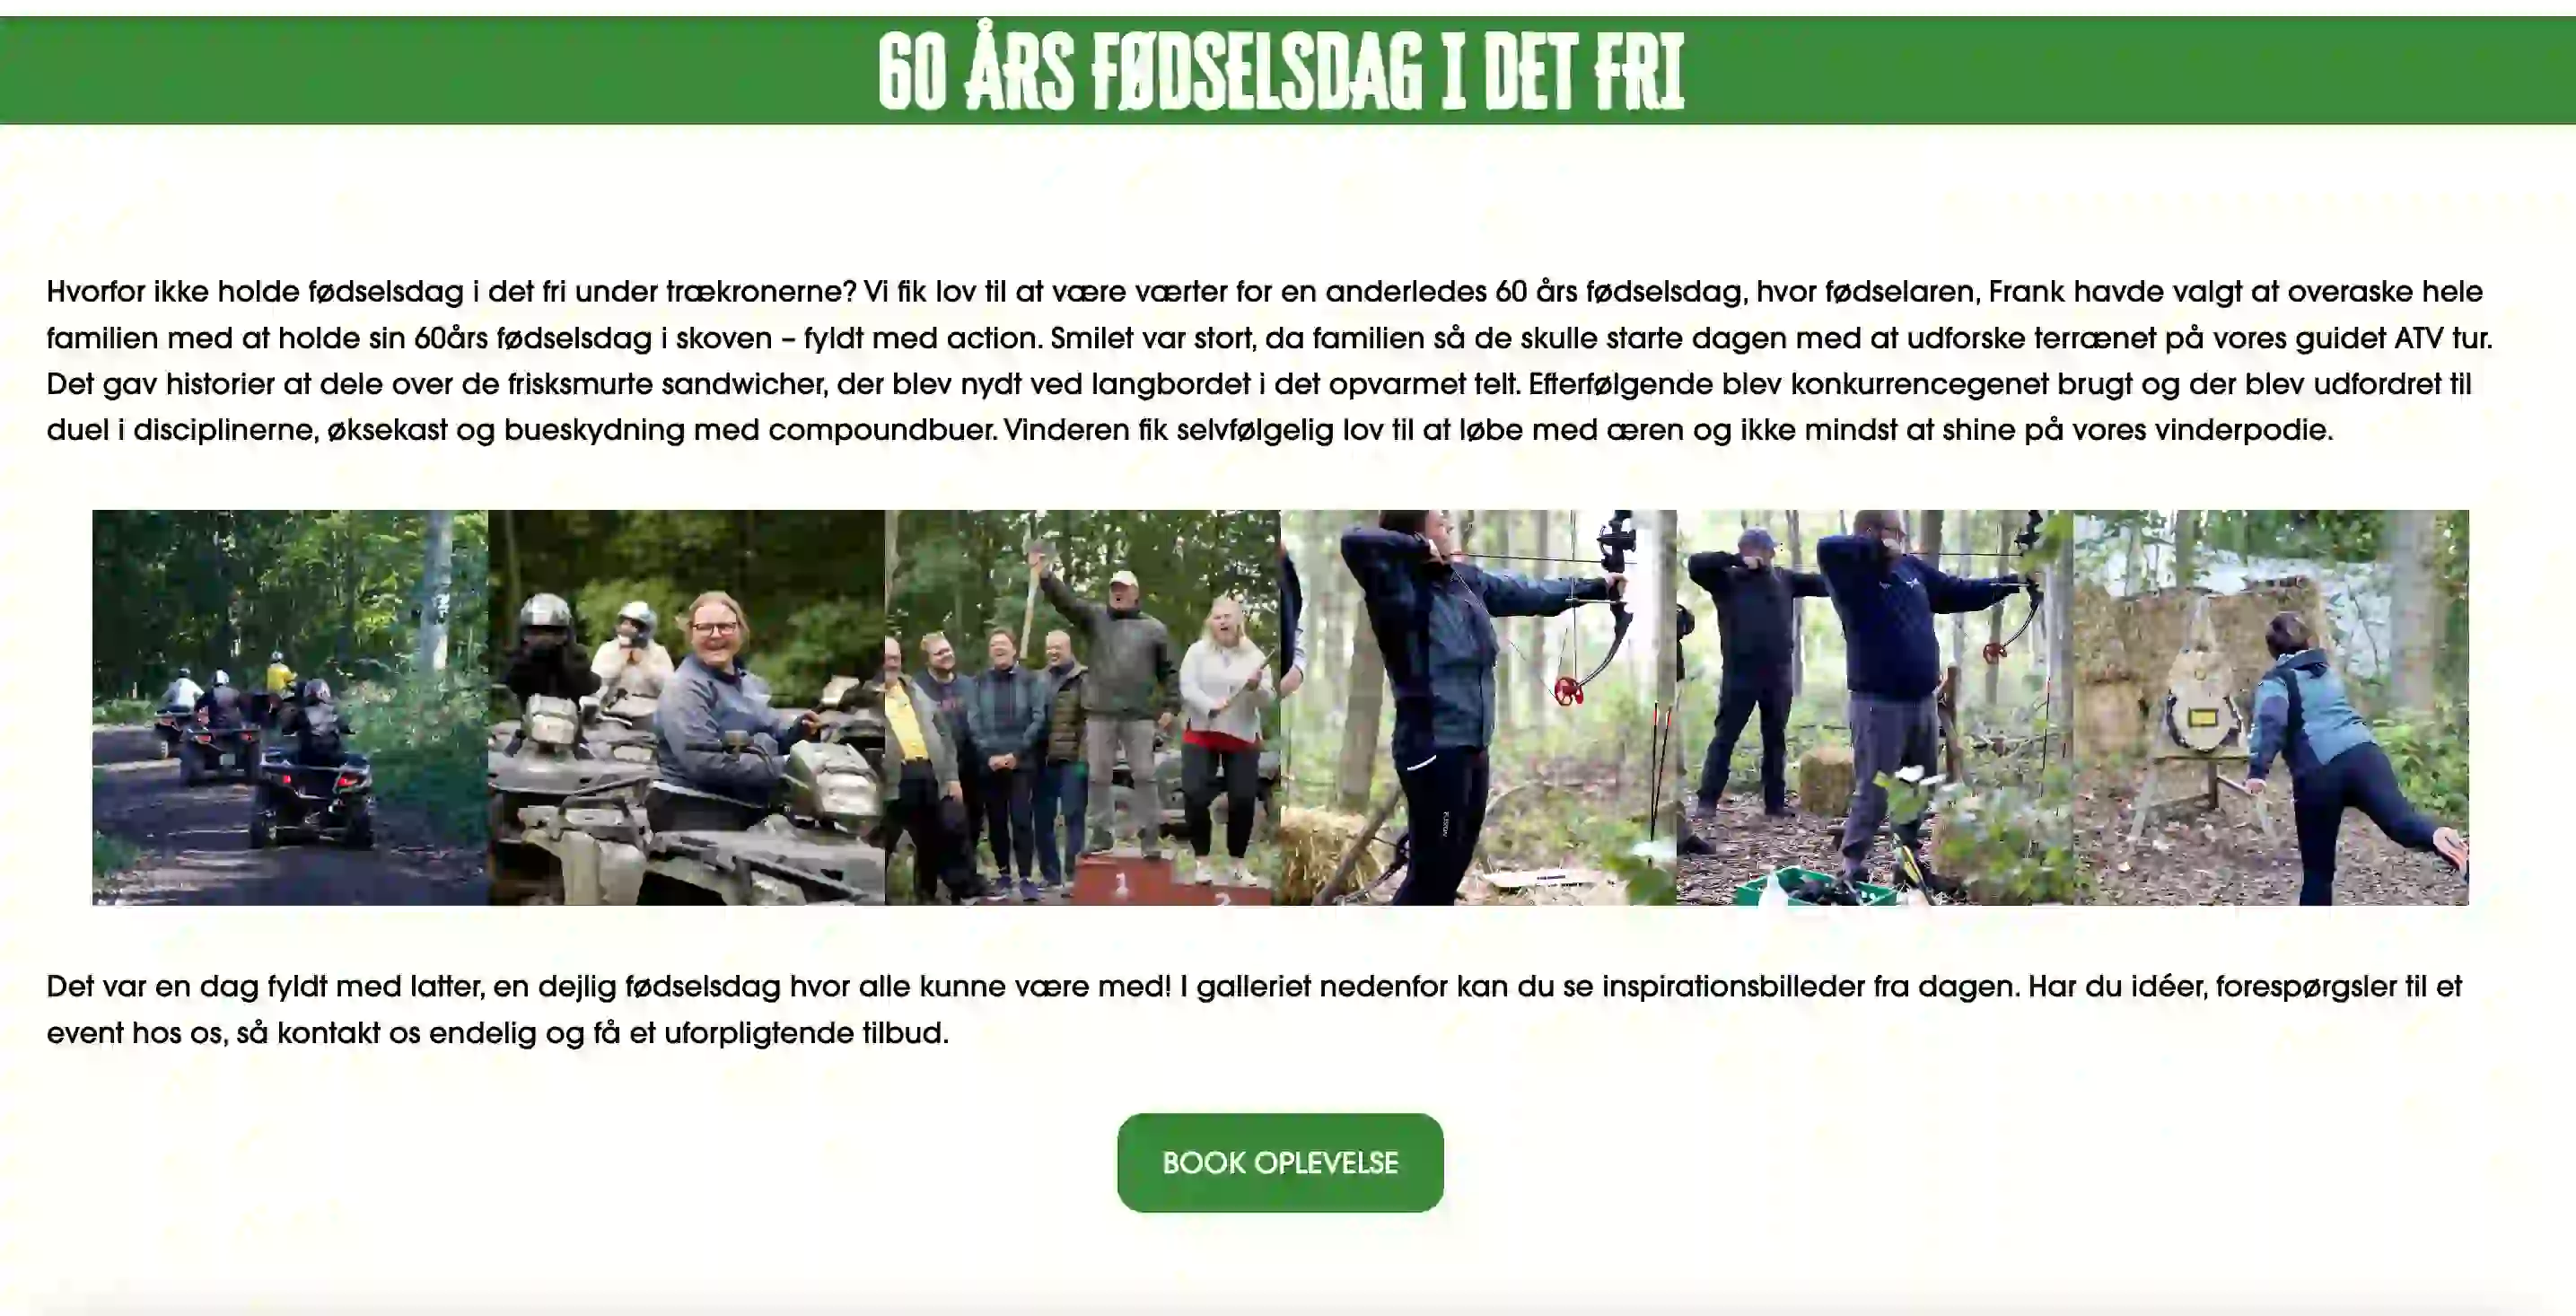 60 ÅRS FØDSELSDAG I DET FRI
Hvorfor ikke holde fødselsdag i det fri under trækronerne? Vi fik lov til at være værter for en anderledes 60 års fødselsdag, hvor fødselaren, Frank havde valgt at overaske hele
familien med at holde sin 60års fødselsdag i skoven – fyldt med action. Smilet var stort, da familien så de skulle starte dagen med at udforske terrænet på vores guidet ATV tur.
Det gav historier at dele over de frisksmurte sandwicher, der blev nydt ved langbordet i det opvarmet telt. Efterfølgende blev konkurrencegenet brugt og der blev udfordret til
duel i disciplinerne, øksekast og bueskydning med compoundbuer. Vinderen fik selvfølgelig lov til at løbe med æren og ikke mindst at shine på vores vinderpodie.
1
2
Det var en dag fyldt med latter, en dejlig fødselsdag hvor alle kunne være med! I galleriet nedenfor kan du se inspirationsbilleder fra dagen. Har du idéer, forespørgsler til et
event hos os, så kontakt os endelig og få et uforpligtende tilbud.
BOOK OPLEVELSE